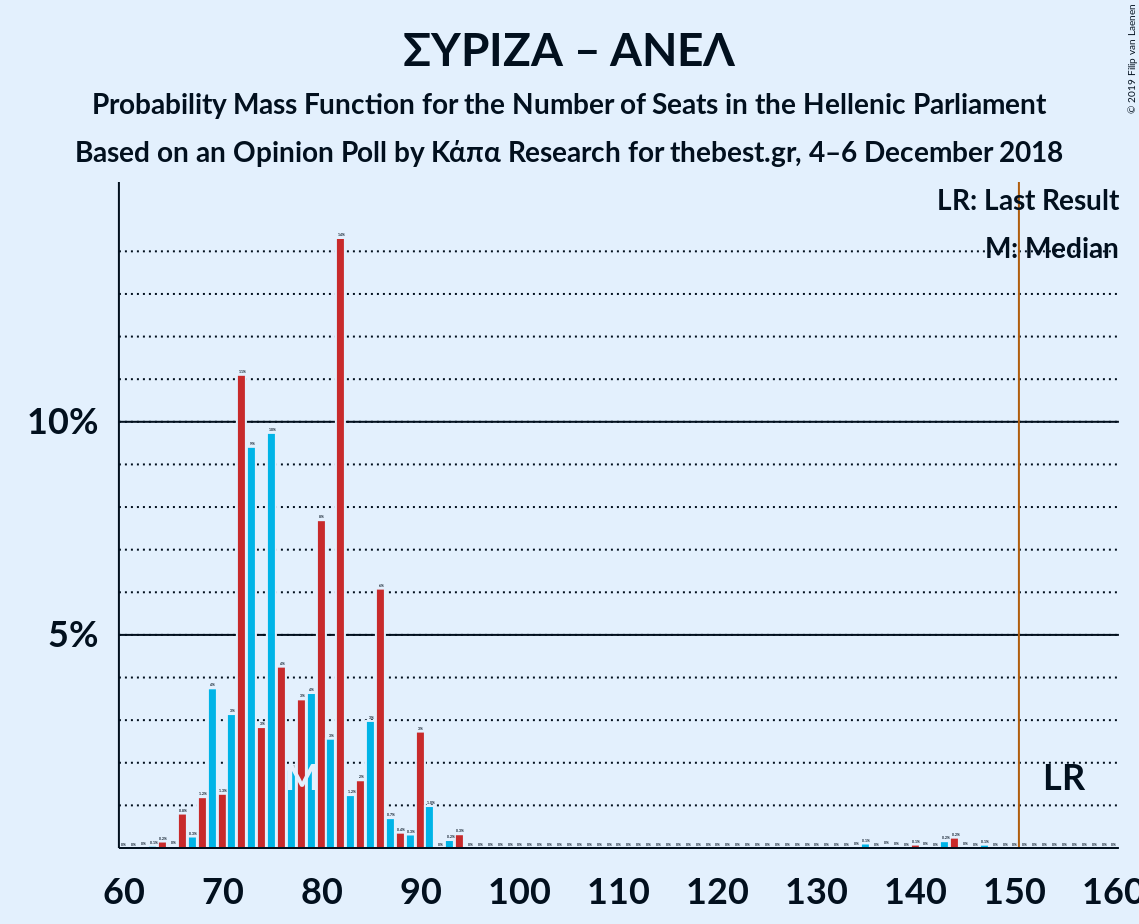 ΣΥΡΙΖΑ – ΑΝΕΛ
Probability Mass Function for the Number of Seats in the Hellenic Parliament
Based on an Opinion Poll by Κάπα Research for thebest.gr, 4–6 December 2018
© 2019 Filip van Laenen
LR: Last Result
M: Median
10%
5%
M
LR
60 70 80 90 100 110 120 130 140 150 160